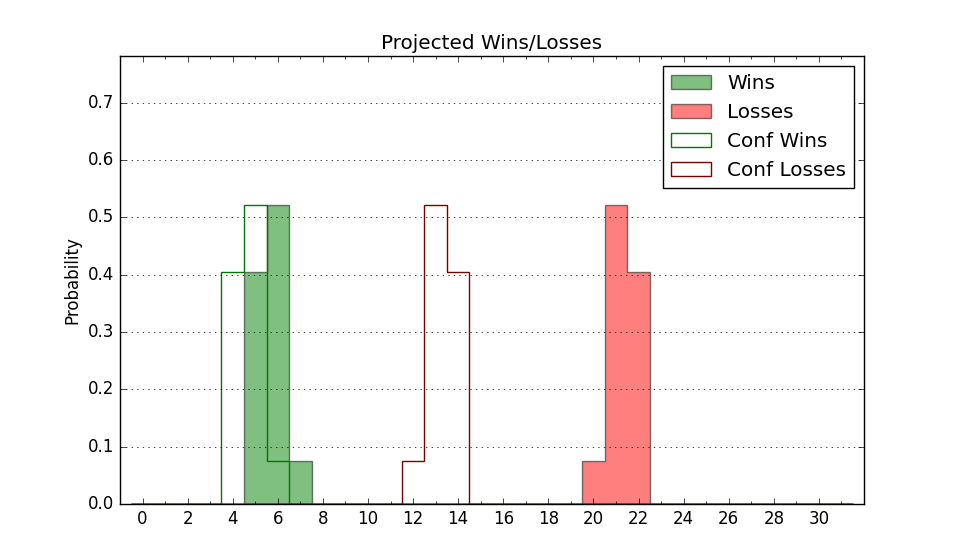 Projected Wins/Losses
Wins
Losses
Conf Wins
Conf Losses
Probability
0.7
0.6
0.5
0.4
0.3
0.2
0.1
0.0
0 2 4 6 8 10 12 14 16 18 20 22 24 26 28 30